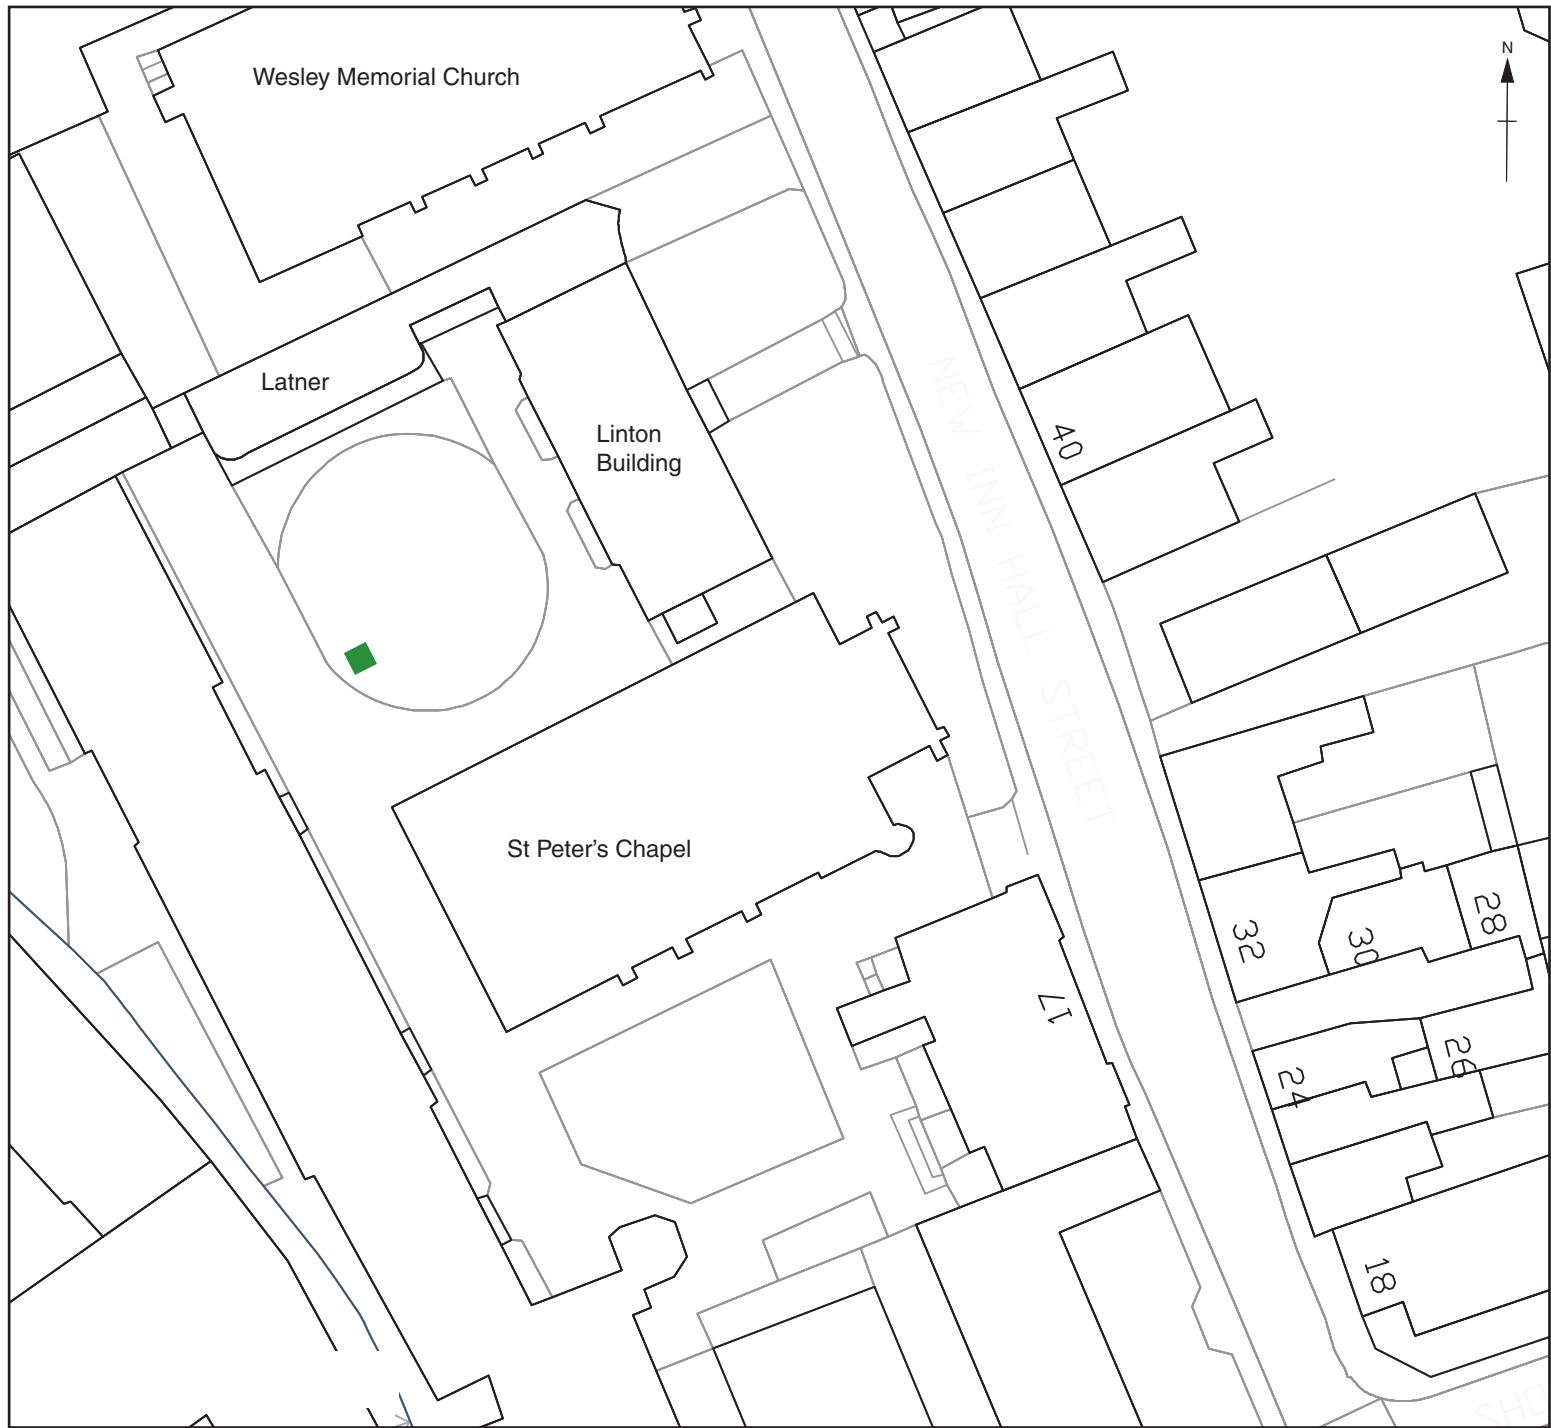 Wesley Memorial Church
N
Latner
Linton
Building
NEW INN HALL STREET
40
St Peter’s Chapel
32
30
28
17
26
24
18